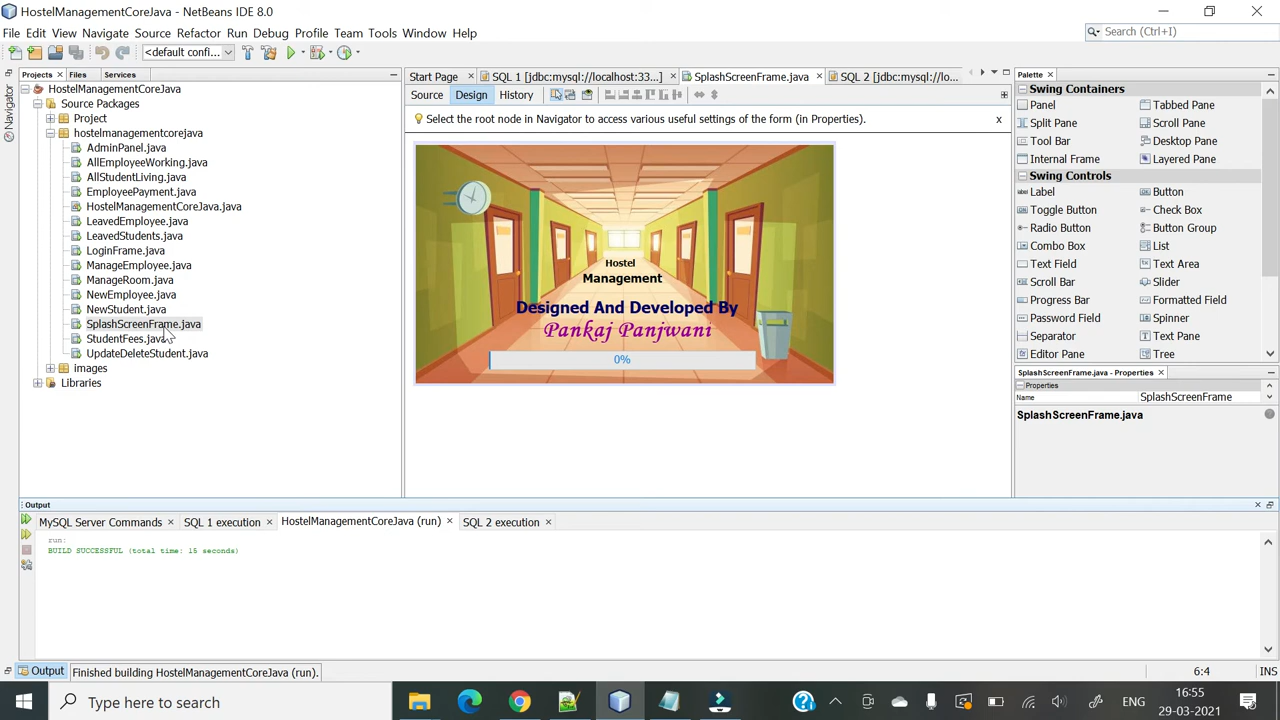 HostelManagementCoreJava - NetBeans IDE 8.0
File Edit View Navigate Source Refactor Run Debug Profile Team Tools Window Help
Search (Ctrl+I)
<default confi...
Projects Files Services
Navigator
HostelManagementCoreJava
Source Packages
Project
hostelmanagementcorejava
AdminPanel.java
AllEmployeeWorking.java
AllStudentLiving.java
EmployeePayment.java
HostelManagementCoreJava.java
LeavedEmployee.java
LeavedStudents.java
LoginFrame.java
ManageEmployee.java
ManageRoom.java
NewEmployee.java
NewStudent.java
SplashScreenFrame.java
StudentFees.java
UpdateDeleteStudent.java
images
Libraries
Start Page SQL 1 [jdbc:mysql://localhost:33...] SplashScreenFrame.java SQL 2 [jdbc:mysql://lo...
Source Design History
Select the root node in Navigator to access various useful settings of the form (in Properties). x
Hostel
Management
Designed And Developed By
Pankaj Panjwani
0%
Palette
Swing Containers
Panel Tabbed Pane
Split Pane Scroll Pane
Tool Bar Desktop Pane
Internal Frame Layered Pane
Swing Controls
Label Button
Toggle Button Check Box
Radio Button Button Group
Combo Box List
Text Field Text Area
Scroll Bar Slider
Progress Bar Formatted Field
Password Field Spinner
Separator Text Pane
Editor Pane Tree
SplashScreenFrame.java - Properties
Properties
Name SplashScreenFrame
SplashScreenFrame.java
Output
MySQL Server Commands SQL 1 execution HostelManagementCoreJava (run) SQL 2 execution
run:
BUILD SUCCESSFUL (total time: 15 seconds)
Output Finished building HostelManagementCoreJava (run). 6:4 INS
Type here to search
ENG
16:55
29-03-2021